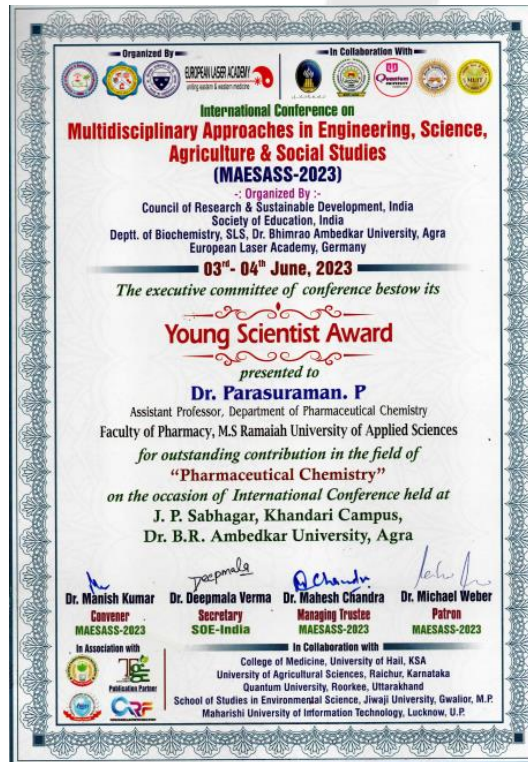 Organized By
In Collaboration With
EUROPEAN LASER ACADEMY
uniting eastern & western medicine
Quantum
International Conference on
Multidisciplinary Approaches in Engineering, Science,
Agriculture & Social Studies
(MAESASS-2023)
-: Organized By :-
Council of Research & Sustainable Development, India
Society of Education, India
Deptt. of Biochemistry, SLS, Dr. Bhimrao Ambedkar University, Agra
European Laser Academy, Germany
03rd- 04th June, 2023
The executive committee of conference bestow its
Young Scientist Award
presented to
Dr. Parasuraman. P
Assistant Professor, Department of Pharmaceutical Chemistry
Faculty of Pharmacy, M.S Ramaiah University of Applied Sciences
for outstanding contribution in the field of
“Pharmaceutical Chemistry”
on the occasion of International Conference held at
J. P. Sabhagar, Khandari Campus,
Dr. B.R. Ambedkar University, Agra
Deepmala
Dr. Manish Kumar Dr. Deepmala Verma Dr. Mahesh Chandra Dr. Michael Weber
Convener Secretary Managing Trustee Patron
MAESASS-2023 SOE-India MAESASS-2023 MAESASS-2023
In Association with
Publication Partner
CRF
In Collaboration with
College of Medicine, University of Hail, KSA
University of Agricultural Sciences, Raichur, Karnataka
Quantum University, Roorkee, Uttarakhand
School of Studies in Environmental Science, Jiwaji University, Gwalior, M.P.
Maharishi University of Information Technology, Lucknow, U.P.